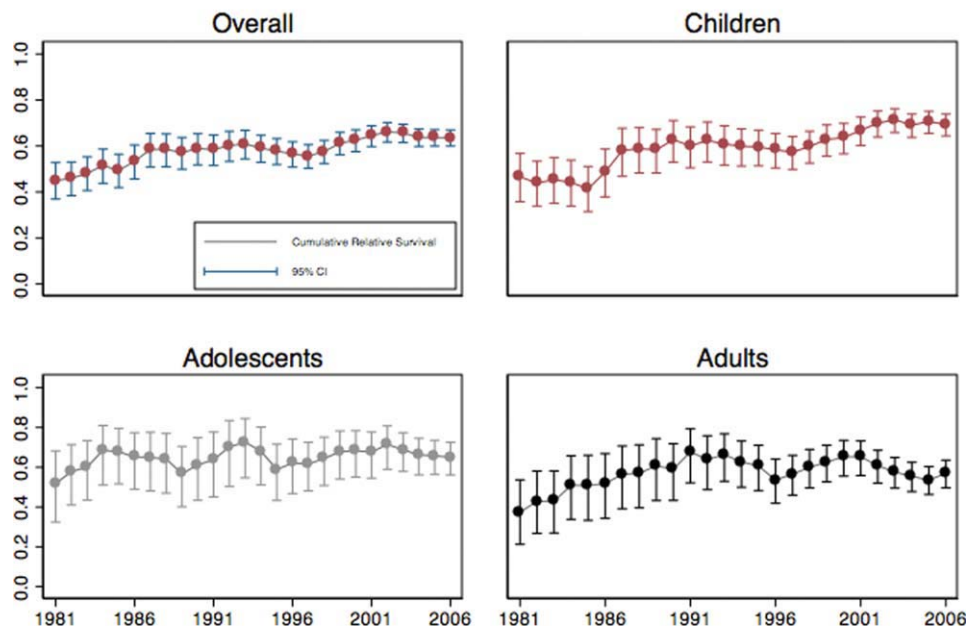 Overall
Children
1.0
0.8
0.6
0.4
0.2
0.0
Cumulative Relative Survival
95% CI
Adolescents
Adults
1.0
0.8
0.6
0.4
0.2
0.0
1981 1986 1991 1996 2001 2006
1981 1986 1991 1996 2001 2006